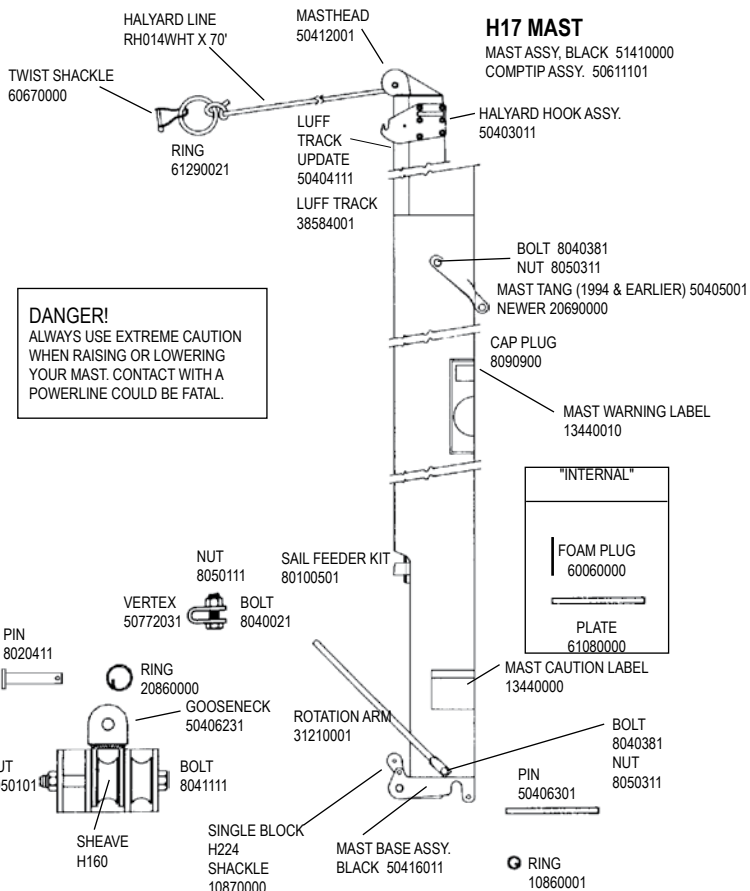 H17 MAST
MAST ASSY, BLACK 51410000
COMPTIP ASSY. 50611101
HALYARD LINE
RH014WHT X 70'
MASTHEAD
50412001
TWIST SHACKLE
60670000
RING
61290021
LUFF
TRACK
UPDATE
50404111
LUFF TRACK
38584001
HALYARD HOOK ASSY.
50403011
BOLT 8040381
NUT 8050311
MAST TANG (1994 & EARLIER) 50405001
NEWER 20690000
DANGER!
ALWAYS USE EXTREME CAUTION
WHEN RAISING OR LOWERING
YOUR MAST. CONTACT WITH A
POWERLINE COULD BE FATAL.
CAP PLUG
8090900
MAST WARNING LABEL
13440010
"INTERNAL"
FOAM PLUG
60060000
PLATE
61080000
NUT
8050111
SAIL FEEDER KIT
80100501
VERTEX
50772031
BOLT
8040021
PIN
8020411
RING
20860000
GOOSENECK
50406231
MAST CAUTION LABEL
13440000
ROTATION ARM
31210001
BOLT
8040381
NUT
8050311
UT
050101
BOLT
8041111
SHEAVE
H160
SINGLE BLOCK
H224
SHACKLE
10870000
MAST BASE ASSY.
BLACK 50416011
PIN
50406301
RING
10860001